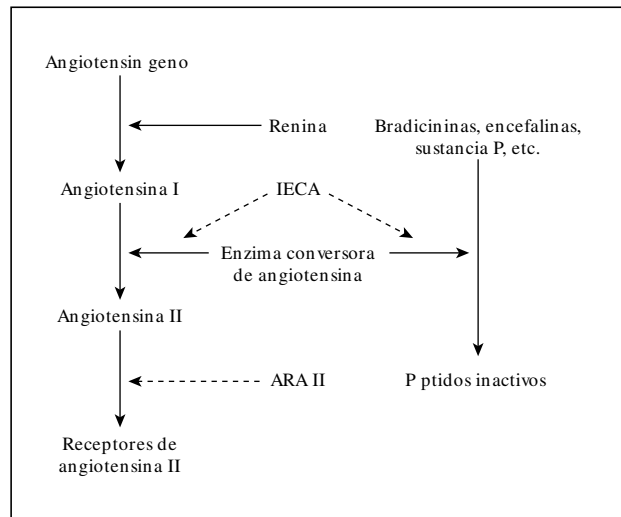 Angiotensin geno
Renina
Bradicininas, encefalinas,
sustancia P, etc.
Angiotensina I
IECA
Enzima conversora
de angiotensina
Angiotensina II
ARA II
P ptidos inactivos
Receptores de
angiotensina II